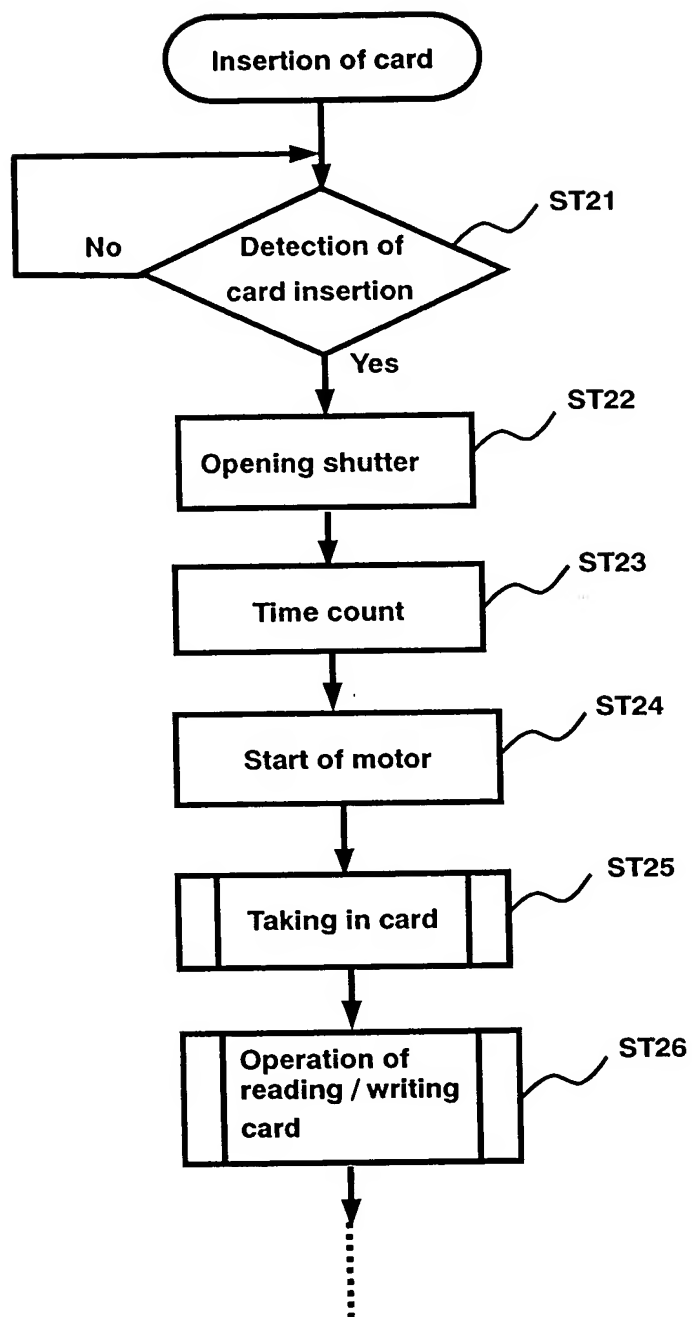 Insertion of card
ST21
No
Detection of
card insertion
Yes
ST22
Opening shutter
ST23
Time count
ST24
Start of motor
ST25
Taking in card
ST26
Operation of
reading / writing
card